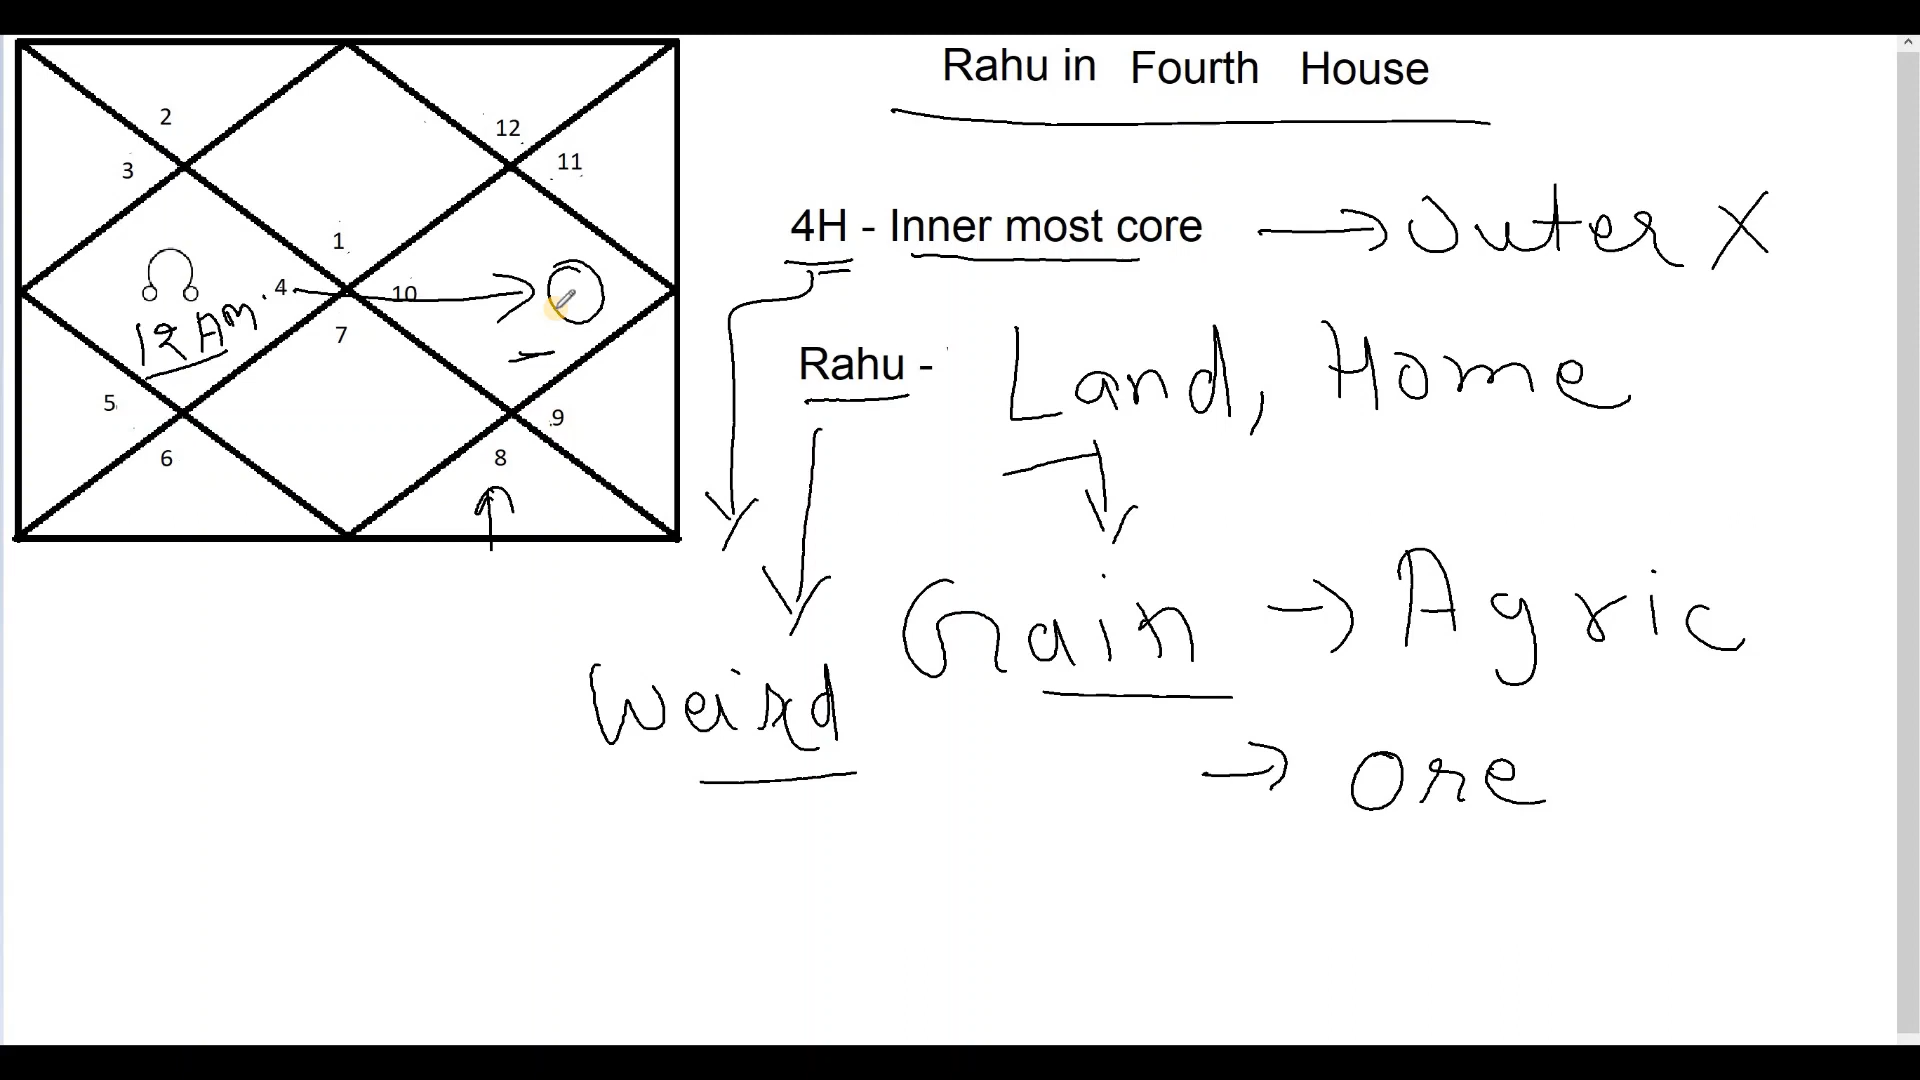 Rahu in Fourth House
2
12
3
11
4H - Inner most core → Outer X
1
4
10
12 AM
7
Rahu - Land, Home
5
9
6
8
Gain → Agric
Weird
→ Ore